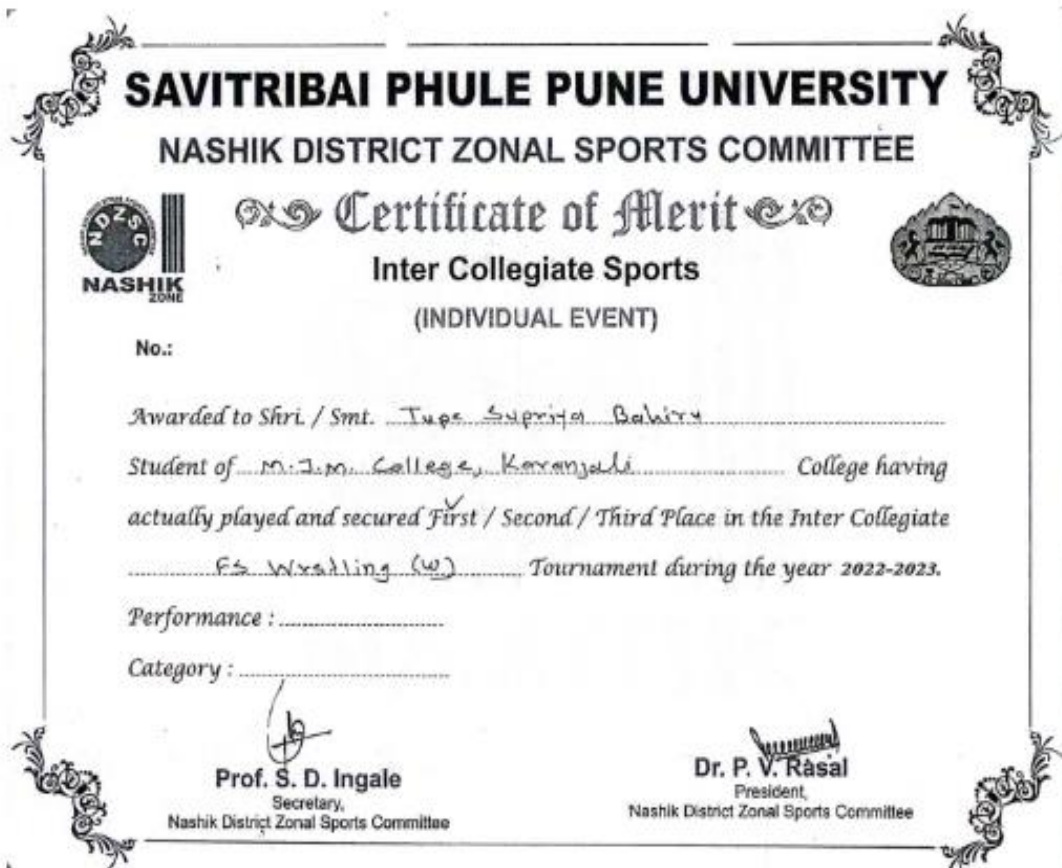 SAVITRIBAI PHULE PUNE UNIVERSITY
NASHIK DISTRICT ZONAL SPORTS COMMITTEE
NDZSC
NASHIK
ZONE
Certificate of Merit
Inter Collegiate Sports
(INDIVIDUAL EVENT)
No.:
Awarded to Shri. / Smt. Tupe Supriya Bahiru
Student of M.J.M. College, Karanjali College having
actually played and secured First / Second / Third Place in the Inter Collegiate
FS Wrestling (W) Tournament during the year 2022-2023.
Performance :
Category :
Prof. S. D. Ingale
Secretary,
Nashik District Zonal Sports Committee
Dr. P. V. Rasal
President,
Nashik District Zonal Sports Committee